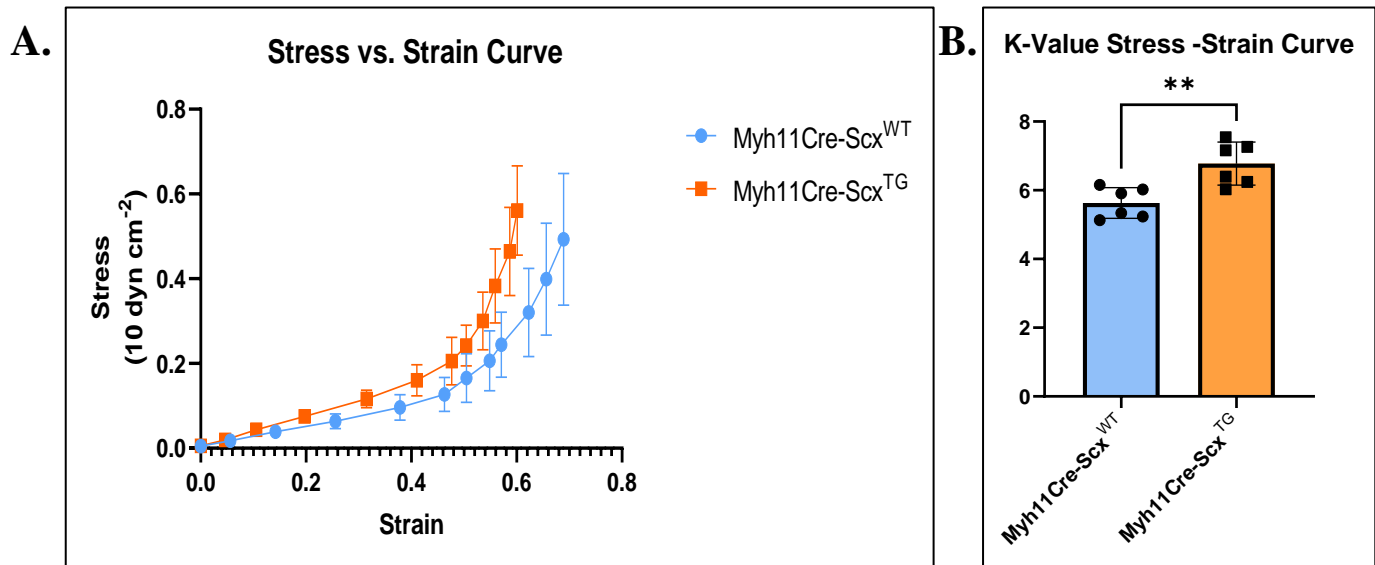 A.
Stress vs. Strain Curve
Stress
(10 dyn cm⁻²)
0.8
0.6
0.4
0.2
0.0
0.0 0.2 0.4 0.6 0.8
Strain
Myh11Cre-Scx^WT
Myh11Cre-Scx^TG
B.
K-Value Stress -Strain Curve
**
8
6
4
2
0
Myh11Cre-Scx^WT
Myh11Cre-Scx^TG